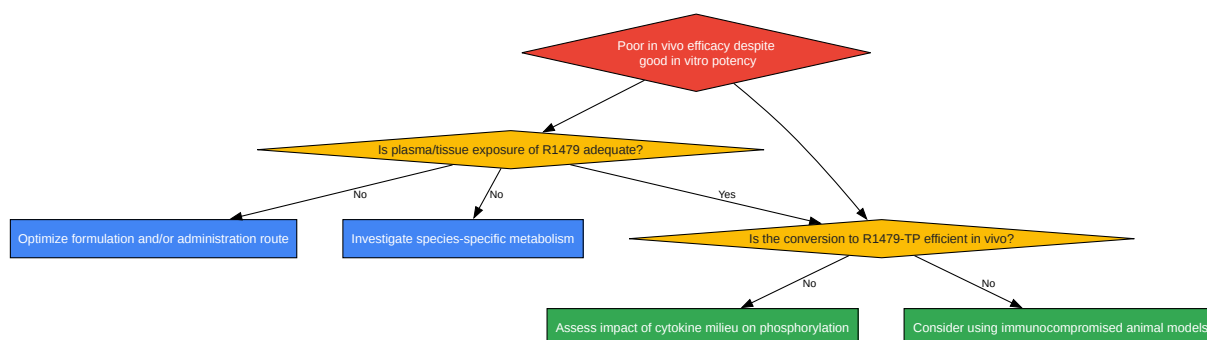 Poor in vivo efficacy despite
good in vitro potency
Is plasma/tissue exposure of R1479 adequate?
No
No
Yes
Optimize formulation and/or administration route
Investigate species-specific metabolism
Is the conversion to R1479-TP efficient in vivo?
No
No
Assess impact of cytokine milieu on phosphorylation
Consider using immunocompromised animal models